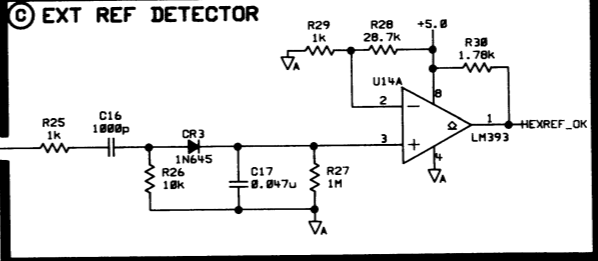 C EXT REF DETECTOR
R29
1k
R28
28.7k
+5.0
R30
1.78k
A
U14A
8
2
−
1
HEXREF_OK
3
+
Ω
LM393
4
A
R25
1k
C16
1000p
CR3
1N645
R26
10k
C17
0.047u
R27
1M
A